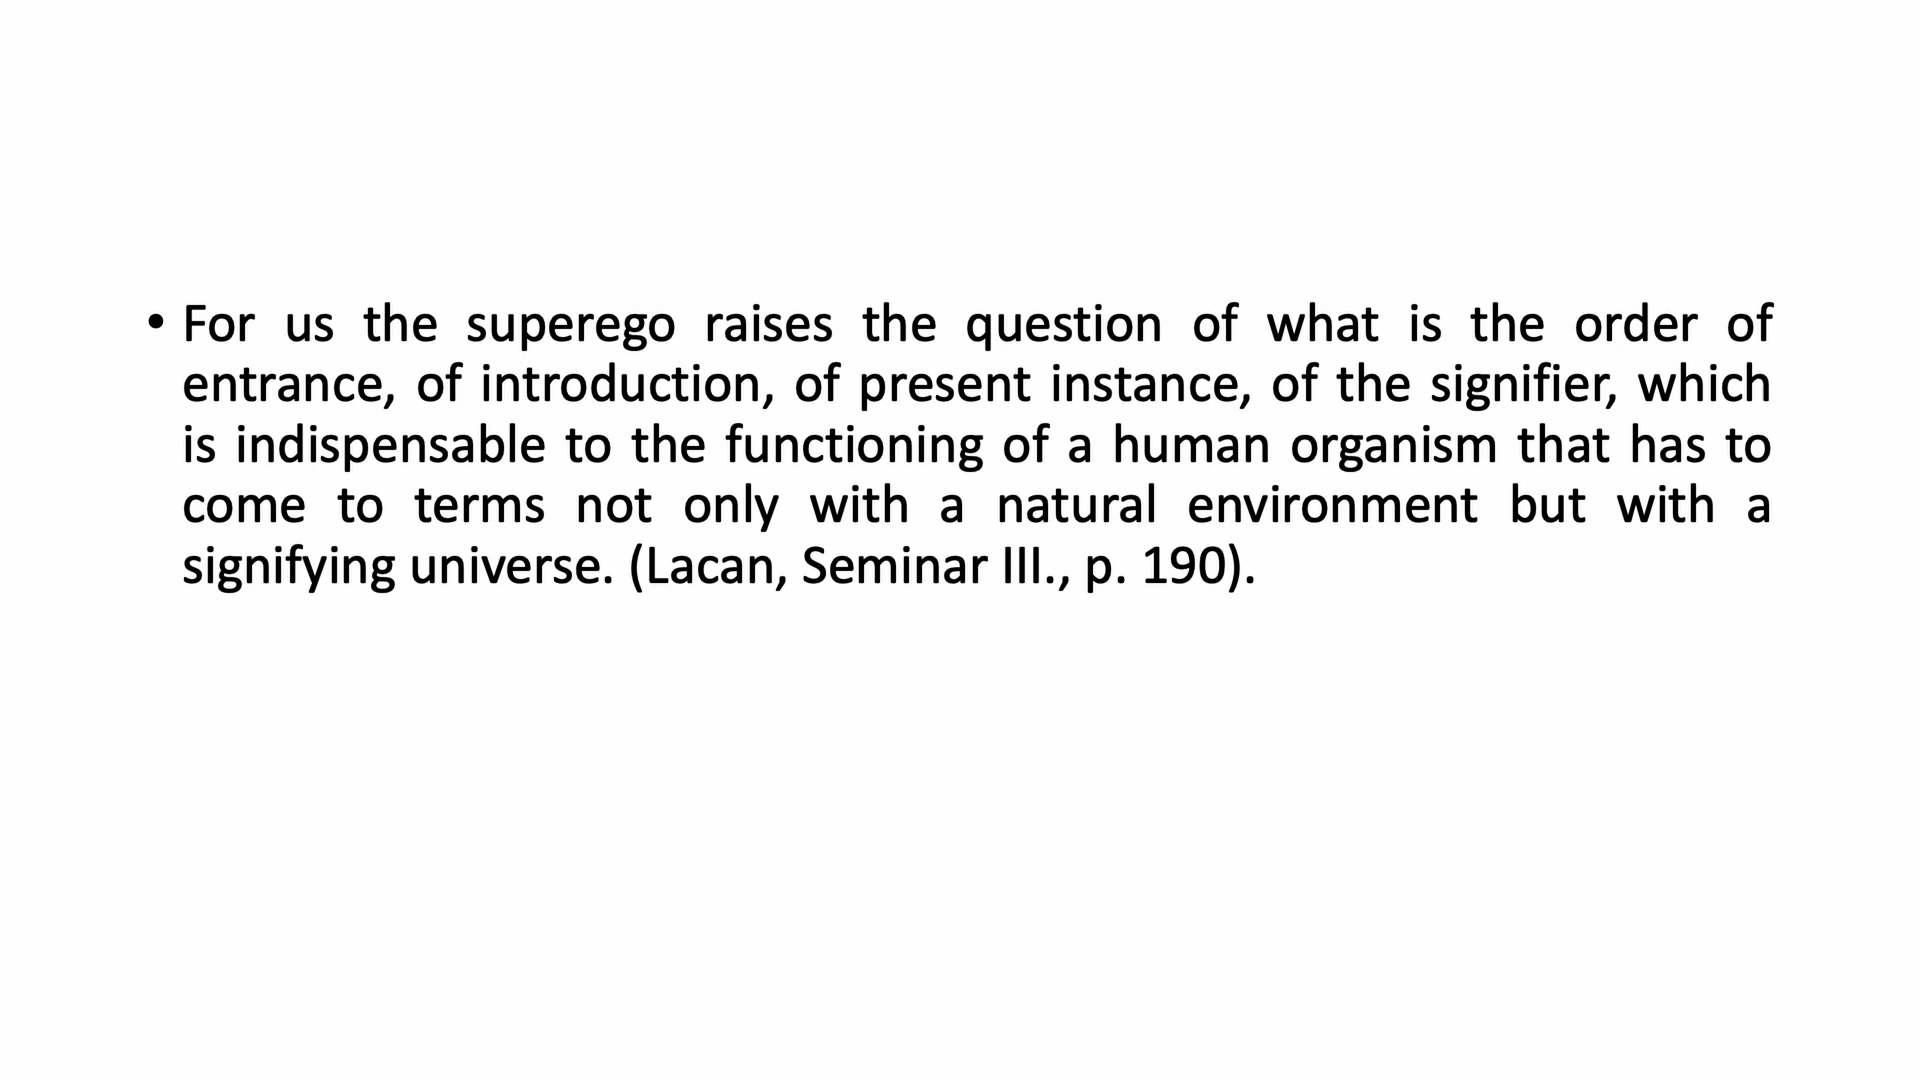 • For us the superego raises the question of what is the order of
entrance, of introduction, of present instance, of the signifier, which
is indispensable to the functioning of a human organism that has to
come to terms not only with a natural environment but with a
signifying universe. (Lacan, Seminar III., p. 190).